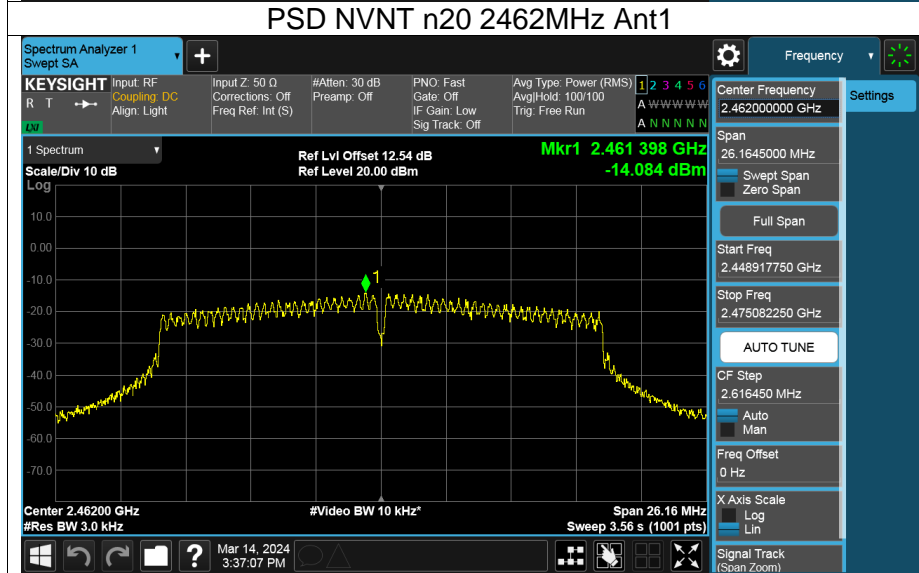 PSD NVNT n20 2462MHz Ant1
Spectrum Analyzer 1
Swept SA
+
Frequency
KEYSIGHT
R T
LXI
Input: RF
Coupling: DC
Align: Light
Input Z: 50 Ω
Corrections: Off
Freq Ref: Int (S)
#Atten: 30 dB
Preamp: Off
PNO: Fast
Gate: Off
IF Gain: Low
Sig Track: Off
Avg Type: Power (RMS)
Avg|Hold: 100/100
Trig: Free Run
1 2 3 4 5 6
A W W W W W
A N N N N N
1 Spectrum
Scale/Div 10 dB
Ref Lvl Offset 12.54 dB
Ref Level 20.00 dBm
Mkr1 2.461 398 GHz
-14.084 dBm
Log
10.0
0.00
-10.0
-20.0
-30.0
-40.0
-50.0
-60.0
-70.0
1
Center 2.46200 GHz
#Res BW 3.0 kHz
#Video BW 10 kHz*
Span 26.16 MHz
Sweep 3.56 s (1001 pts)
?
Mar 14, 2024
3:37:07 PM
Center Frequency
2.462000000 GHz
Span
26.1645000 MHz
Swept Span
Zero Span
Full Span
Start Freq
2.448917750 GHz
Stop Freq
2.475082250 GHz
AUTO TUNE
CF Step
2.616450 MHz
Auto
Man
Freq Offset
0 Hz
X Axis Scale
Log
Lin
Signal Track
(Span Zoom)
Settings